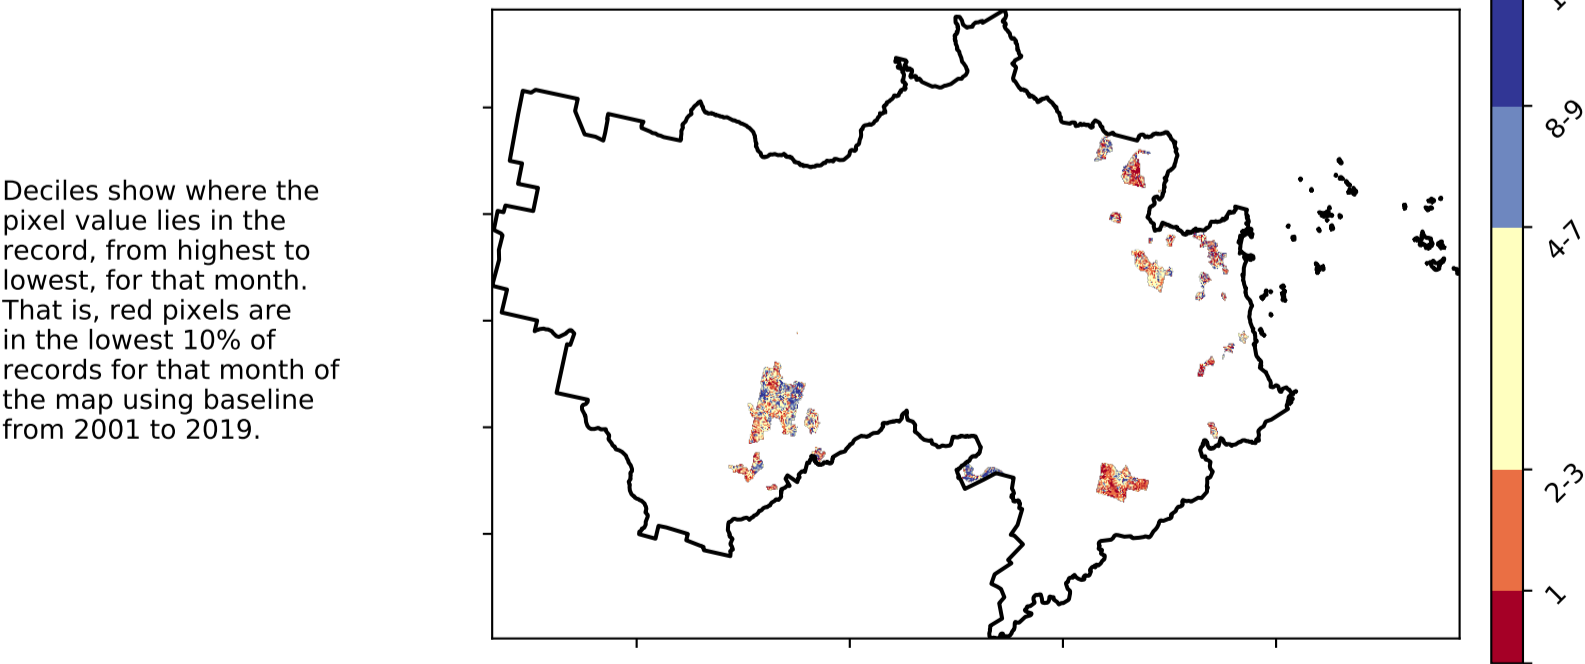 Deciles show where the
pixel value lies in the
record, from highest to
lowest, for that month.
That is, red pixels are
in the lowest 10% of
records for that month of
the map using baseline
from 2001 to 2019.
8-9
4-7
2-3
1